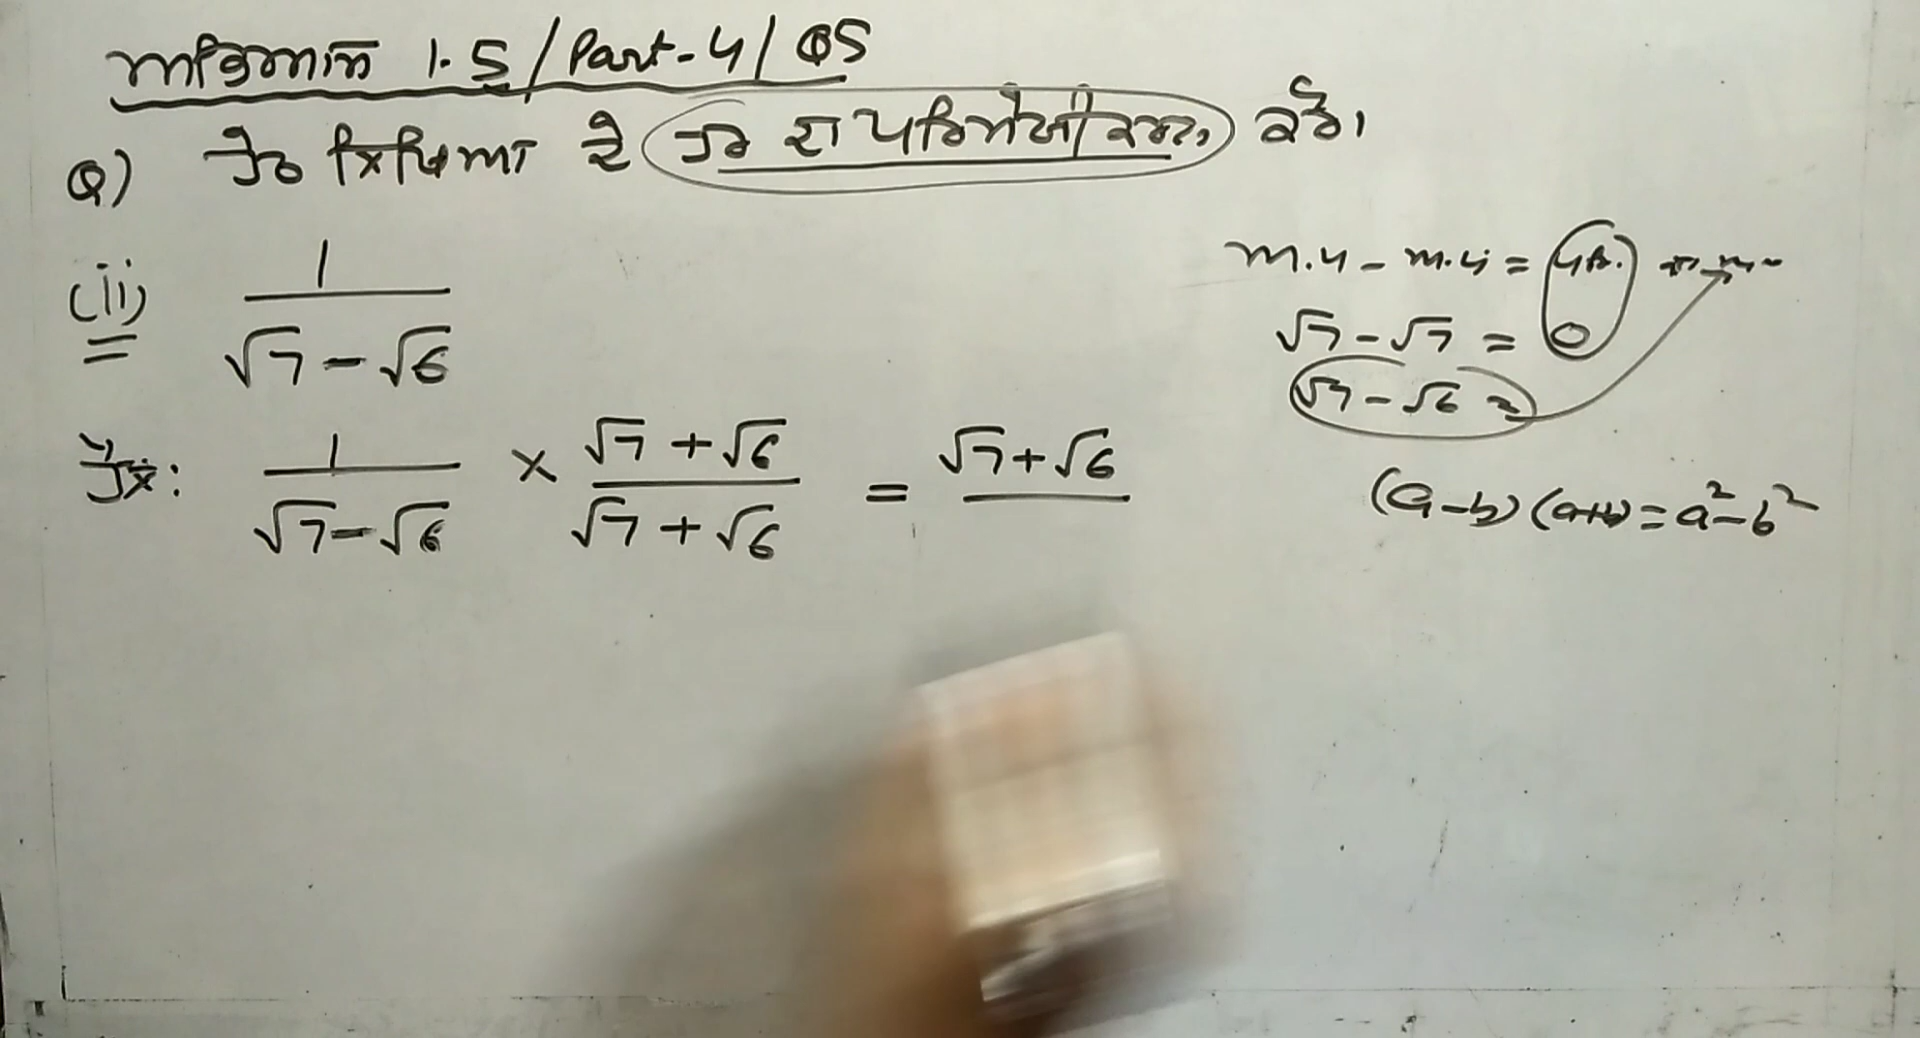 ਅਭਿਆਸ 1.5 / Part-4 / Q5
Q) ਹੇਠ ਲਿਖਿਆਂ ਦੇ ਹਰ ਦਾ ਪਰਿਮੇਯੀਕਰਨ ਕਰੋ।
(ii) 1/(√7-√6)
ਹੱਲ: 1/(√7-√6) × (√7+√6)/(√7+√6) = √7+√6
ਅ.ਪ - ਅ.ਪ = ਪਰਿ.
√7-√7 = 0
√7-√6 =
(a-b)(a+b)=a²-b²